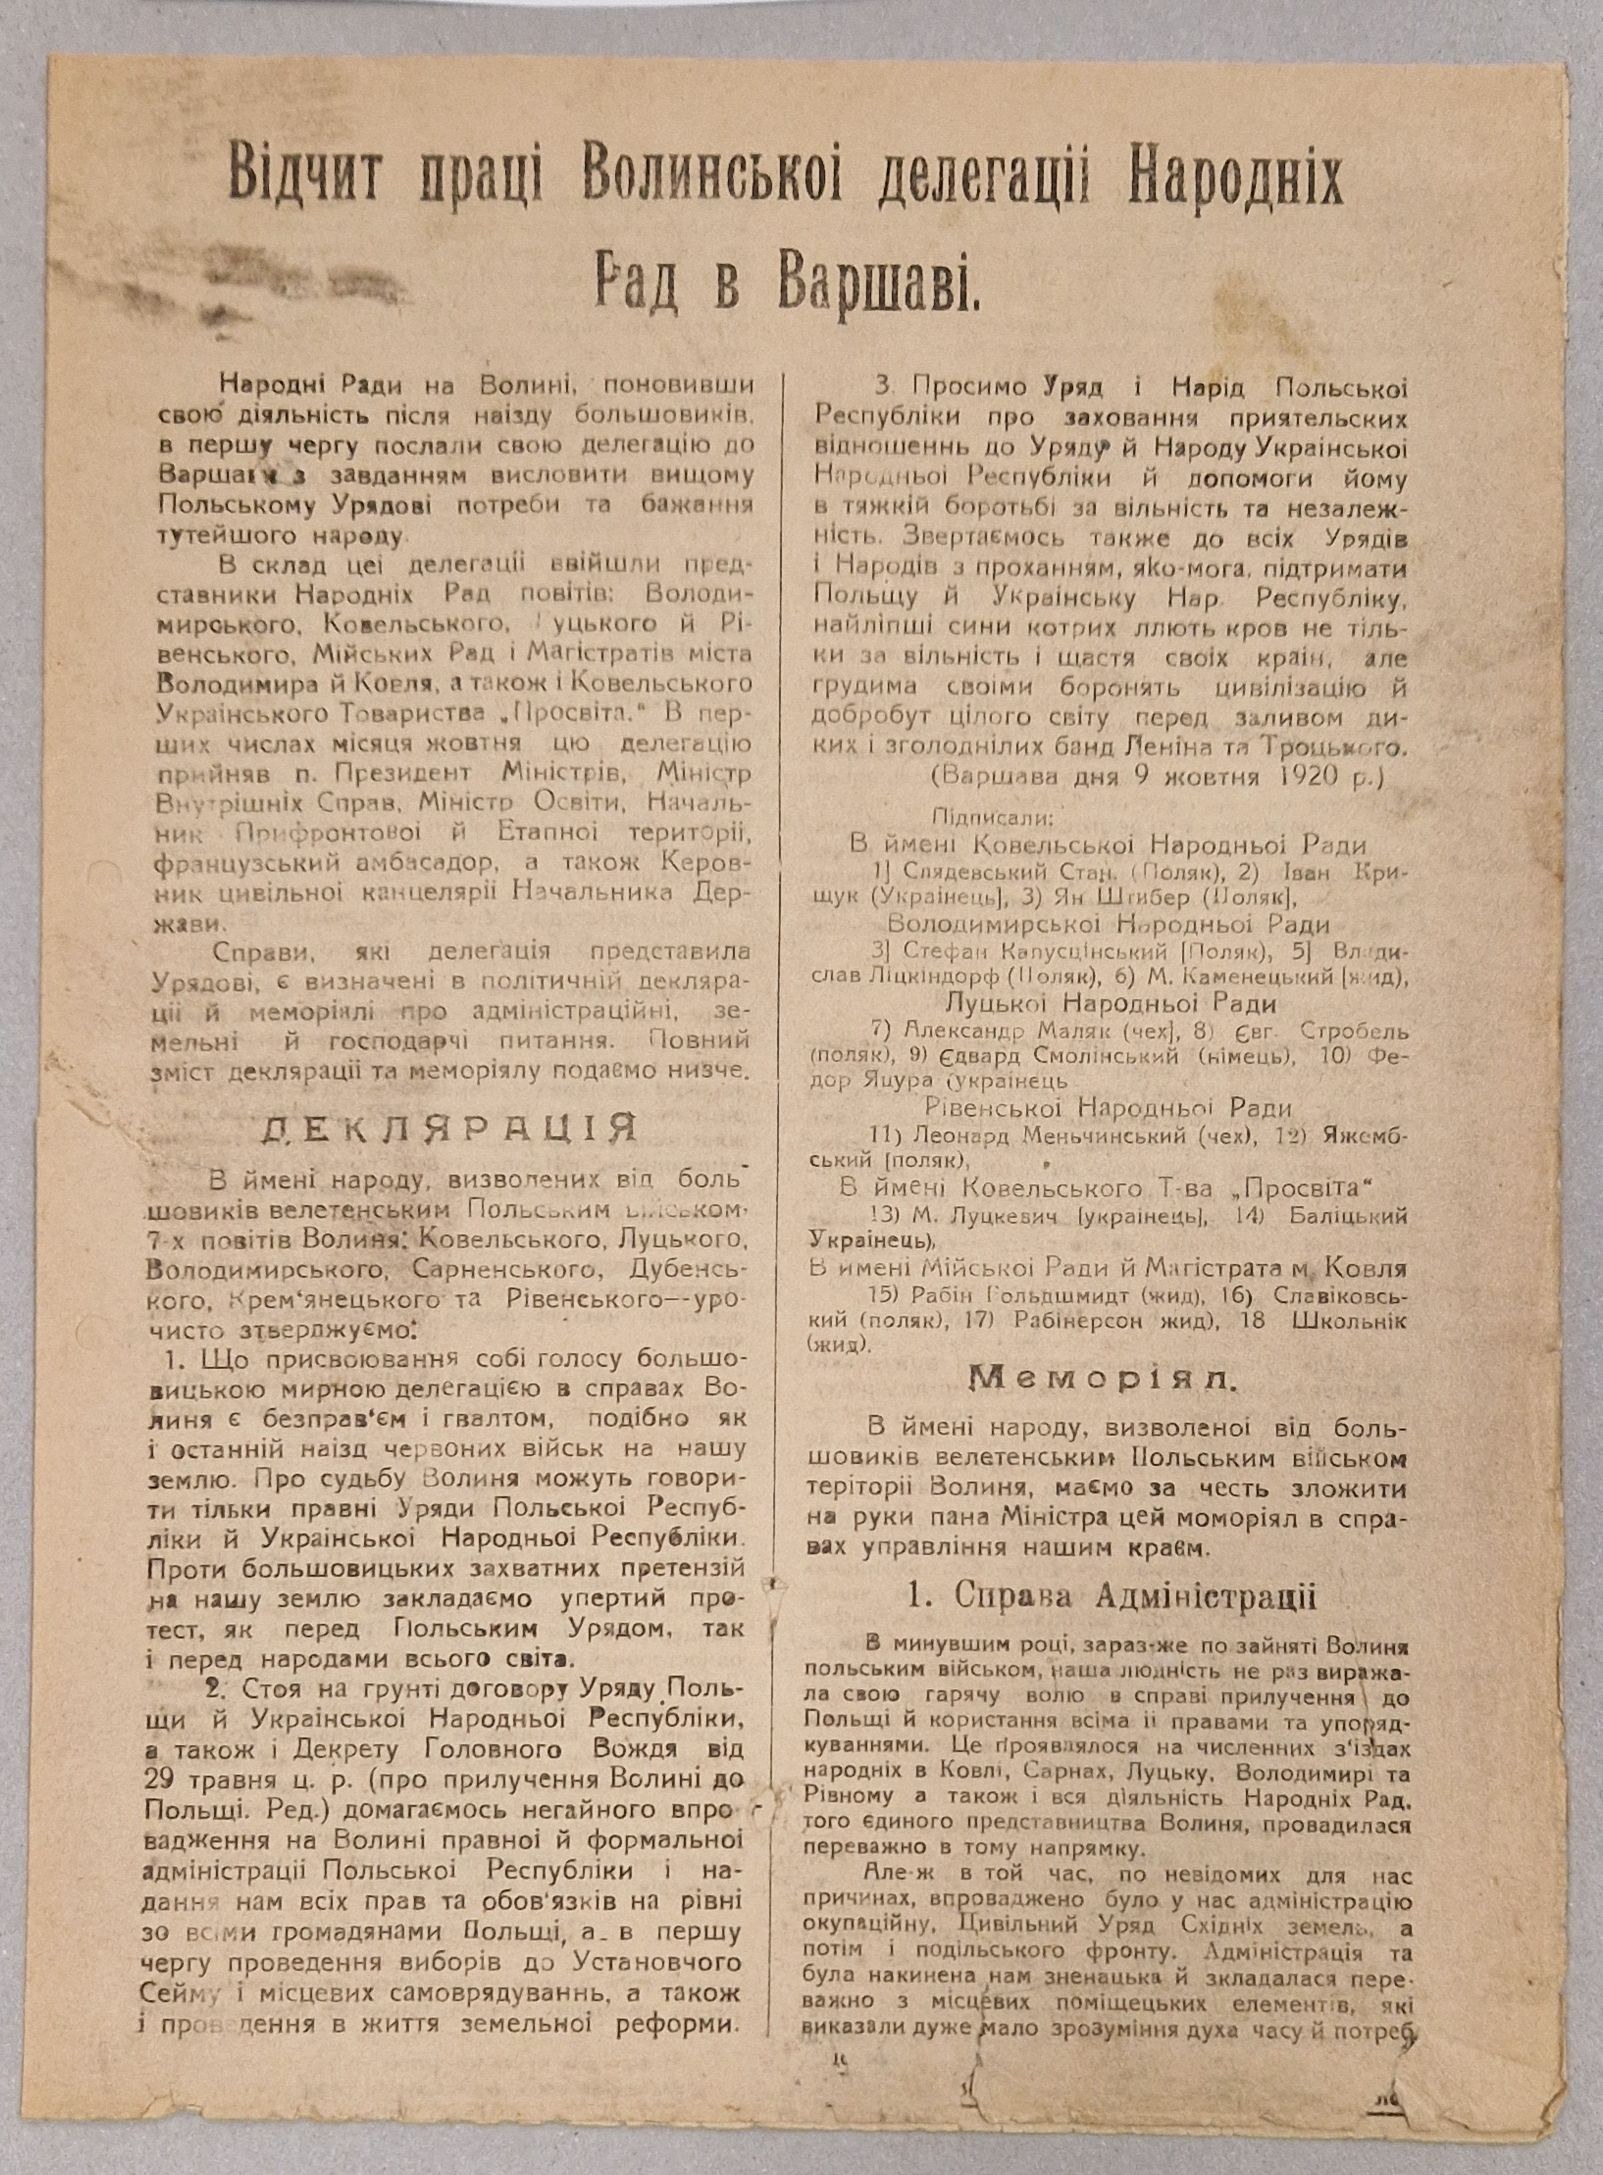 Відчит праці Волинськоі делегаціі Народніх
Рад в Варшаві.
Народні Ради на Волині, поновивши
свою діяльність після наізду большовиків,
в першу чергу послали свою делегацію до
Варшави з завданням висловити вищому
Польському Урядові потреби та бажання
тутейшого народу.
В склад цеі делегаціі ввійшли пред-
ставники Народніх Рад повітів: Володи-
мирського, Ковельського, Луцького й Рі-
венського, Мійських Рад і Магістратів міста
Володимира й Ковля, а також і Ковельського
Украінського Товариства „Просвіта.“ В пер-
ших числах місяця жовтня цю делегацію
прийняв п. Президент Міністрів, Міністр
Внутрішніх Справ, Міністр Освіти, Началь-
ник Прифронтовоі й Етапноі територіі,
французський амбасадор, а також Керов-
ник цивільноі канцелярії Начальника Дер-
жави.
Справи, які делегація представила
Урядові, є визначені в політичній декляра-
ціі й меморіялі про адміністраційні, зе-
мельні й господарчі питання. Повний
зміст декляраціі та меморіялу подаємо низче.
ДЕКЛЯРАЦІЯ
В ймені народу, визволених від боль-
шовиків велетенським Польським військом,
7-х повітів Волиня: Ковельського, Луцького,
Володимирського, Сарненського, Дубенсь-
кого, Крем‘янецького та Рівенського—уро-
чисто зтверджуємо:
1. Що присвоювання собі голосу большо-
вицькою мирною делегацією в справах Во-
линя є безправ‘єм і гвалтом, подібно як
і останній наізд червоних військ на нашу
землю. Про судьбу Волиня можуть говори-
ти тільки правні Уряди Польськоі Респуб-
ліки й Украінськоі Народньоі Республіки.
Проти большовицьких захватних претензій
на нашу землю закладаємо упертий про-
тест, як перед Польським Урядом, так
і перед народами всього світа.
2. Стоя на грунті договору Уряду Поль-
щи й Украінськоі Народньоі Республіки,
а також і Декрету Головного Вождя від
29 травня ц. р. (про прилучення Волині до
Польщі. Ред.) домагаємось негайного впро-
вадження на Волині правноі й формальноі
адміністраціі Польськоі Республіки і на-
дання нам всіх прав та обов‘язків на рівні
зо всіми громадянами Польщі, а в першу
чергу проведення виборів до Установчого
Сейму і місцевих самоврядуваннь, а також
і проведення в життя земельноі реформи.
3. Просимо Уряд і Нарід Польськоі
Республіки про заховання приятельских
відношеннь до Уряду й Народу Украінськоі
Народньоі Республіки й допомоги йому
в тяжкій боротьбі за вільність та незалеж-
ність. Звертаємось также до всіх Урядів
і Народів з проханням, яко-мога, підтримати
Польщу й Украінську Нар. Республіку,
найліпші сини котрих ллють кров не тіль-
ки за вільність і щастя своіх краін, але
грудима своіми боронять цивілізацію й
добробут цілого світу перед заливом ди-
ких і зголоднілих банд Леніна та Троцького.
(Варшава дня 9 жовтня 1920 р.)
Підписали:
В ймені Ковельськоі Народньоі Ради
1] Слядевський Стан. (Поляк), 2) Іван Кри-
щук (Украінець], 3) Ян Штибер (Поляк],
Володимирськоі Народньоі Ради
3] Стефан Капусцінський [Поляк), 5] Влади-
слав Ліцкіндорф (Поляк), 6) М. Каменецький [жид),
Луцькоі Народньоі Ради
7) Александр Маляк (чех], 8) Євг. Стробель
(поляк), 9) Єдвард Смолінський (німець), 10) Фе-
дор Яцура (украінець
Рівенськоі Народньоі Ради
11) Леонард Меньчинський (чех), 12) Яжемб-
ський [поляк),
В ймені Ковельського Т-ва „Просвіта“
13) М. Луцкевич [украінець], 14) Баліцький
Украінець),
В имені Мійськоі Ради й Магістрата м. Ковля
15) Рабін Гольдшмидт (жид), 16) Славіковсь-
кий (поляк), 17) Рабінерсон жид), 18 Школьнік
(жид).
Меморіял.
В ймені народу, визволеноі від боль-
шовиків велетенським Польським військом
теріторіі Волиня, маємо за честь зложити
на руки пана Міністра цей моморіял в спра-
вах управління нашим краєм.
1. Справа Адміністраціі
В минувшим році, зараз-же по зайняті Волиня
польським військом, наша людність не раз виража-
ла свою гарячу волю в справі прилучення до
Польщі й користання всіма іі правами та упоряд-
куваннями. Це проявлялося на численних з‘іздах
народніх в Ковлі, Сарнах, Луцьку, Володимирі та
Рівному а також і вся діяльність Народніх Рад,
того єдиного представництва Волиня, провадилася
переважно в тому напрямку.
Але-ж в той час, по невідомих для нас
причинах, впроваджено було у нас адміністрацію
окупаційну, Цивільний Уряд Східніх земель, а
потім і подільського фронту. Адміністрація та
була накинена нам зненацька й зкладалася пере-
важно з місцевих поміщецьких елементів, які
виказали дуже мало зрозуміння духа часу й потреб